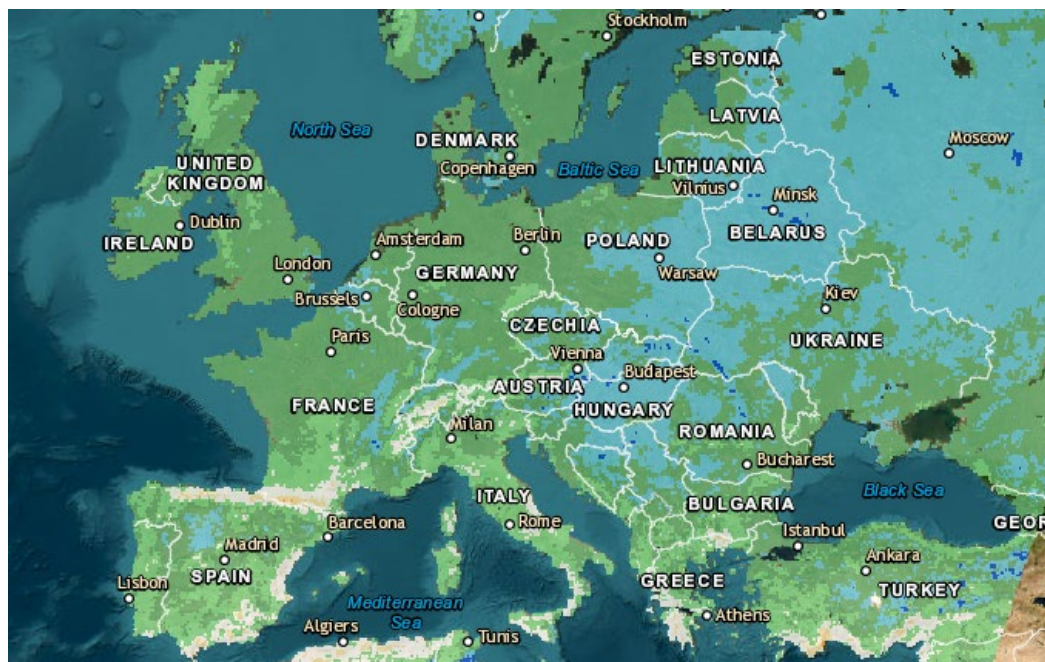 Stockholm
ESTONIA
North Sea
DENMARK
LATVIA
Moscow
UNITED
KINGDOM
Copenhagen
Baltic Sea
LITHUANIA
Vilnius
Minsk
Dublin
IRELAND
Amsterdam
Berlin
POLAND
BELARUS
London
GERMANY
Warsaw
Brussels
Cologne
Kiev
Paris
CZECHIA
UKRAINE
Vienna
AUSTRIA
Budapest
FRANCE
HUNGARY
Milan
ROMANIA
Bucharest
ITALY
Black Sea
BULGARIA
Barcelona
Rome
GEOR
Madrid
Istanbul
SPAIN
Ankara
Lisbon
GREECE
TURKEY
Mediterranean
Sea
Algiers
Tunis
Athens